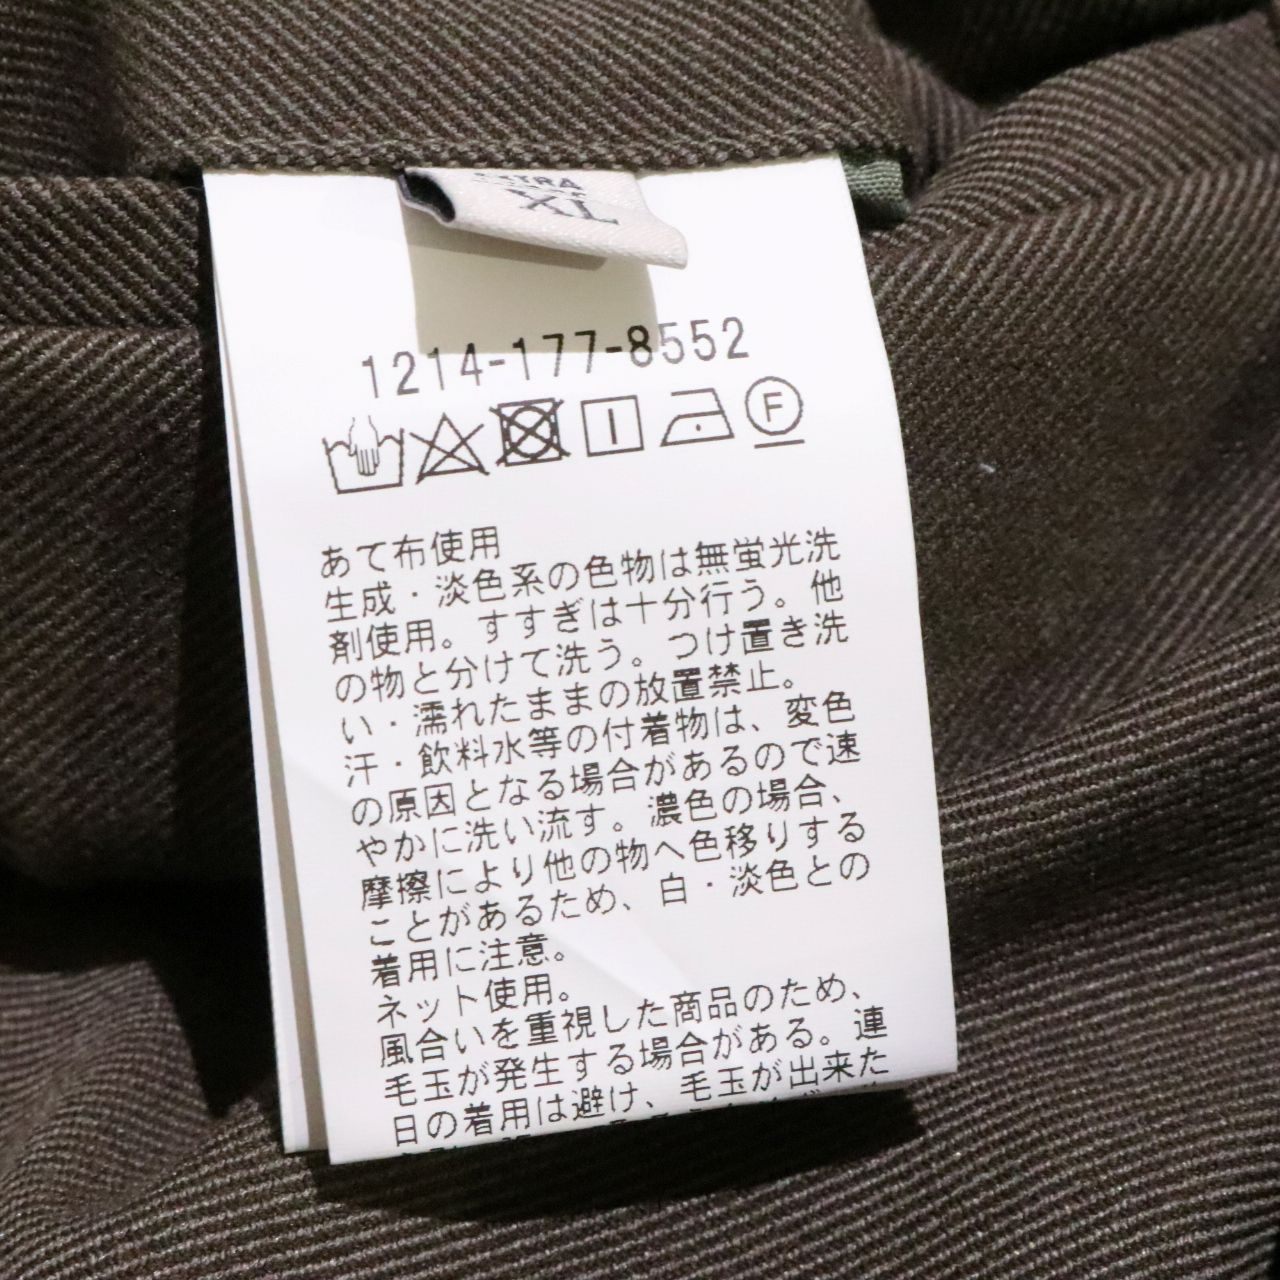 XL
1214-177-8552
F
あて布使用
生成・淡色系の色物は無蛍光洗
剤使用。すすぎは十分行う。他
の物と分けて洗う。つけ置き洗
い・濡れたままの放置禁止。
汗・飲料水等の付着物は、変色
の原因となる場合があるので速
やかに洗い流す。濃色の場合、
摩擦により他の物へ色移りする
ことがあるため、白・淡色との
着用に注意。
ネット使用。
風合いを重視した商品のため、
毛玉が発生する場合がある。連
日の着用は避け、毛玉が出来た